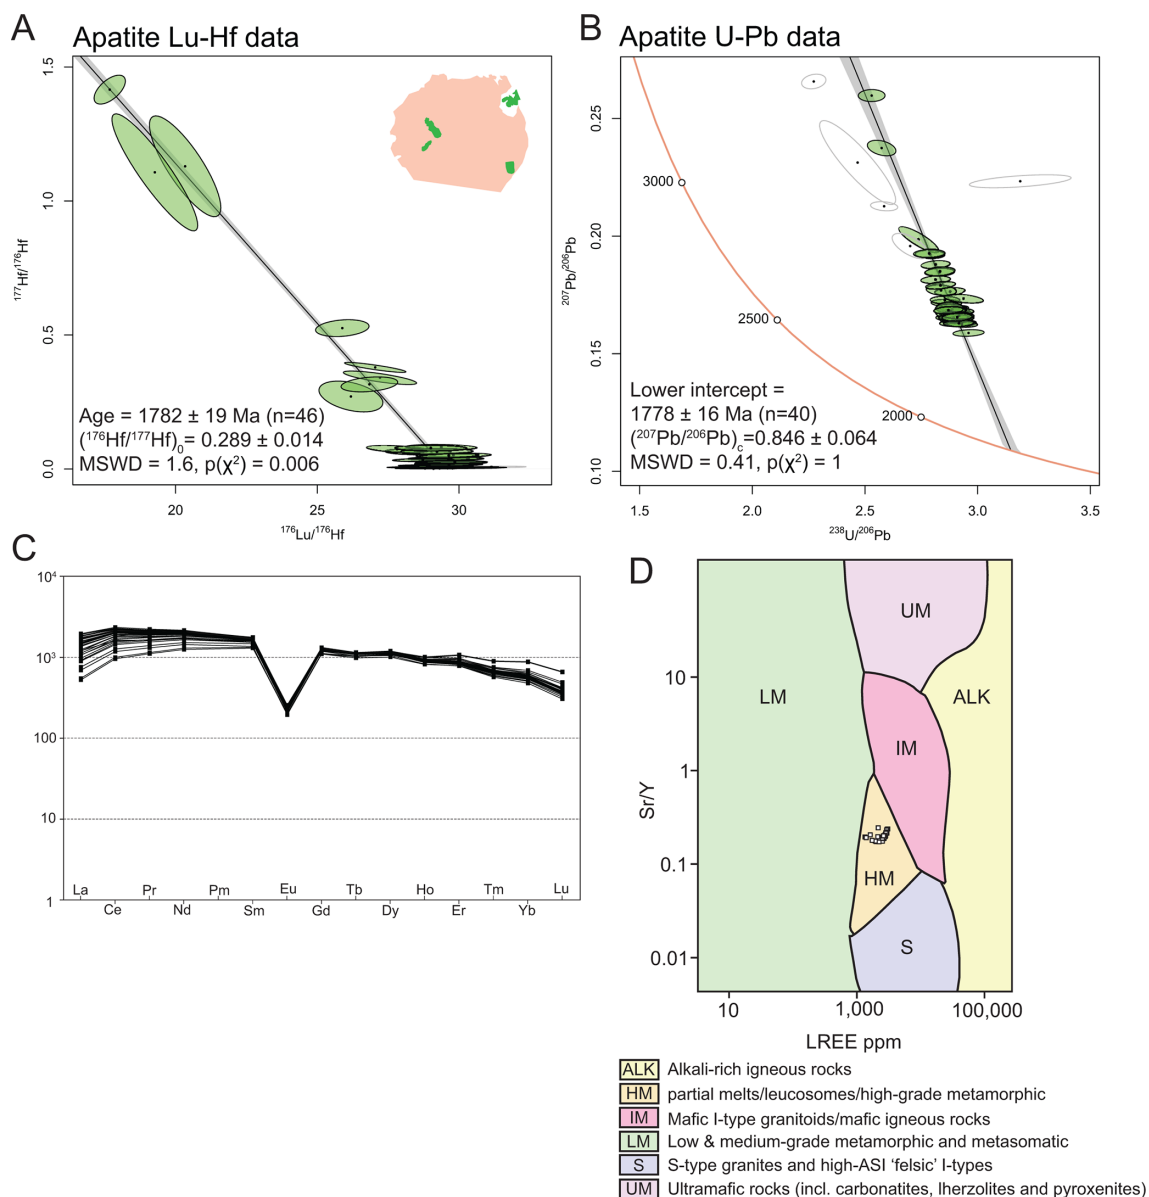 A
Apatite Lu-Hf data
1.5
1.0
0.5
0.0
177Hf/176Hf
Age = 1782 ± 19 Ma (n=46)
(176Hf/177Hf)0= 0.289 ± 0.014
MSWD = 1.6, p(χ2) = 0.006
20
25
30
176Lu/176Hf
B
Apatite U-Pb data
0.25
0.20
0.15
0.10
207Pb/206Pb
3000
2500
2000
Lower intercept =
1778 ± 16 Ma (n=40)
(207Pb/206Pb)c=0.846 ± 0.064
MSWD = 0.41, p(χ2) = 1
1.5
2.0
2.5
3.0
3.5
238U/206Pb
C
104
103
100
10
1
La Pr Pm Eu Tb Ho Tm Lu
Ce Nd Sm Gd Dy Er Yb
D
UM
LM
ALK
IM
HM
S
10
1
0.1
0.01
Sr/Y
10
1,000
100,000
LREE ppm
ALK Alkali-rich igneous rocks
HM partial melts/leucosomes/high-grade metamorphic
IM Mafic I-type granitoids/mafic igneous rocks
LM Low & medium-grade metamorphic and metasomatic
S S-type granites and high-ASI ‘felsic’ I-types
UM Ultramafic rocks (incl. carbonatites, lherzolites and pyroxenites)